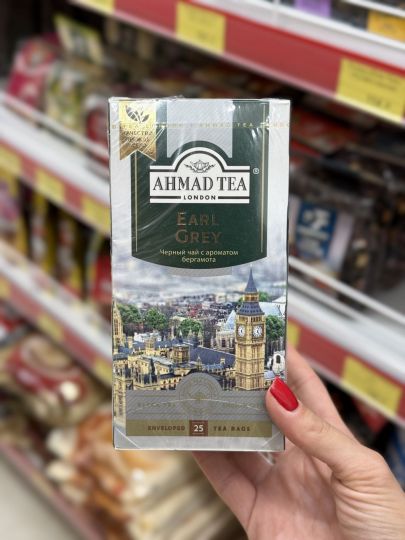 AHMAD TEA®
LONDON
EARL
GREY
Черный чай с ароматом
бергамота
ENVELOPED 25 TEA BAGS